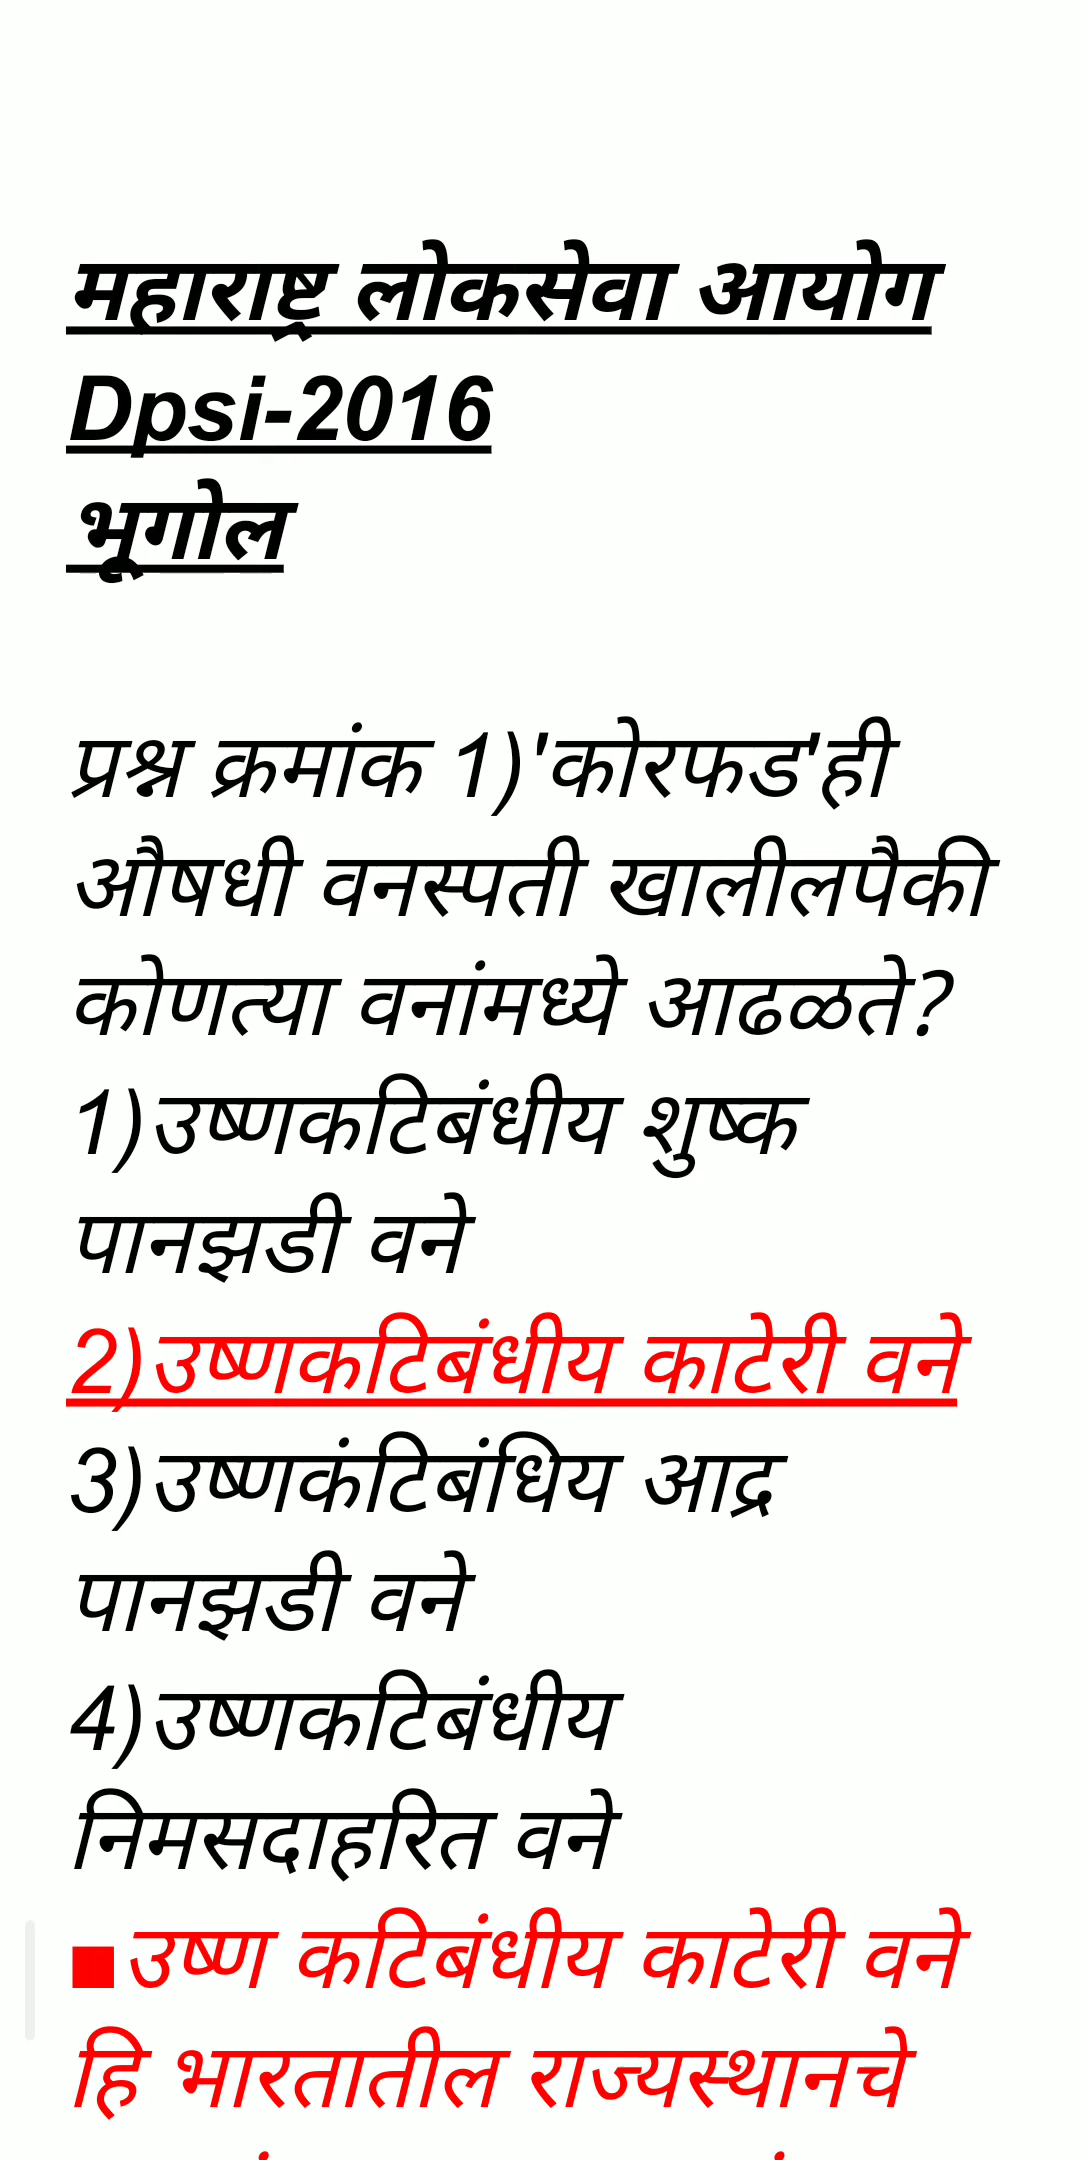 महाराष्ट्र लोकसेवा आयोग
Dpsi-2016
भूगोल
प्रश्न क्रमांक 1)'कोरफड'ही
औषधी वनस्पती खालीलपैकी
कोणत्या वनांमध्ये आढळते?
1)उष्णकटिबंधीय शुष्क
पानझडी वने
2)उष्णकटिबंधीय काटेरी वने
3)उष्णकंटिबंधिय आद्र
पानझडी वने
4)उष्णकटिबंधीय
निमसदाहरित वने
■उष्ण कटिबंधीय काटेरी वने
हि भारतातील राज्यस्थानचे